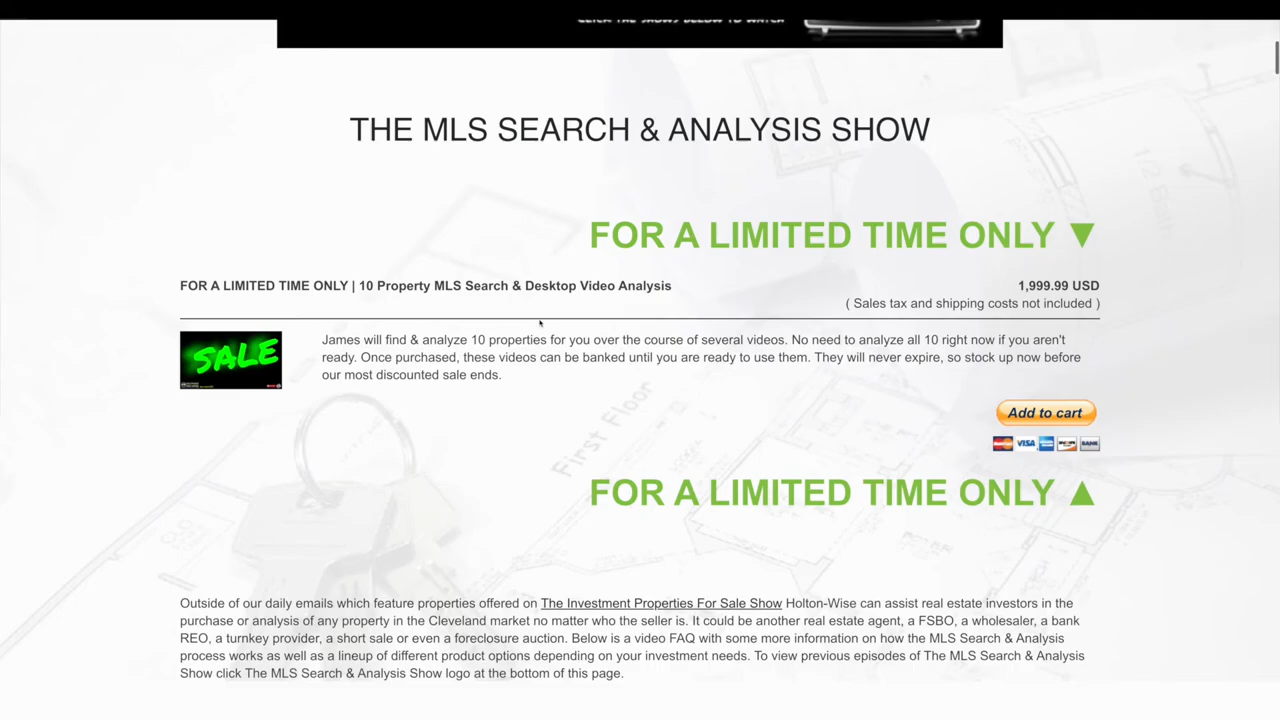 CLICK THE SHOWS BELOW TO WATCH
THE MLS SEARCH & ANALYSIS SHOW
FOR A LIMITED TIME ONLY ▼
FOR A LIMITED TIME ONLY | 10 Property MLS Search & Desktop Video Analysis
1,999.99 USD
( Sales tax and shipping costs not included )
SALE
James will find & analyze 10 properties for you over the course of several videos. No need to analyze all 10 right now if you aren't
ready. Once purchased, these videos can be banked until you are ready to use them. They will never expire, so stock up now before
our most discounted sale ends.
Add to cart
VISA
BANK
First Floor
FOR A LIMITED TIME ONLY ▲
Outside of our daily emails which feature properties offered on The Investment Properties For Sale Show Holton-Wise can assist real estate investors in the
purchase or analysis of any property in the Cleveland market no matter who the seller is. It could be another real estate agent, a FSBO, a wholesaler, a bank
REO, a turnkey provider, a short sale or even a foreclosure auction. Below is a video FAQ with some more information on how the MLS Search & Analysis
process works as well as a lineup of different product options depending on your investment needs. To view previous episodes of The MLS Search & Analysis
Show click The MLS Search & Analysis Show logo at the bottom of this page.